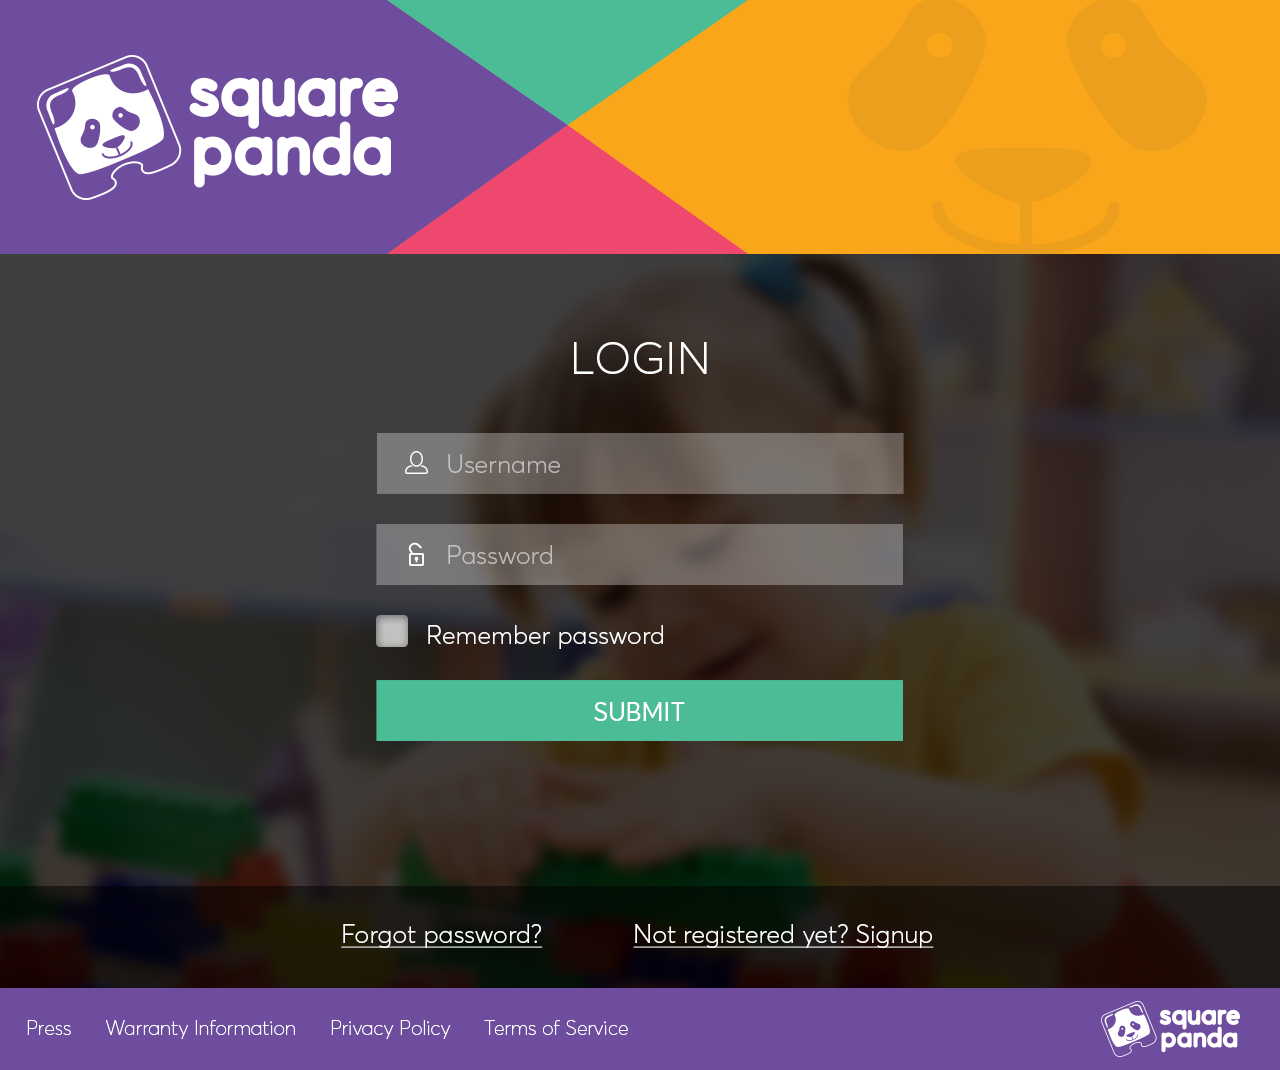 square
panda
LOGIN
Username
Password
Remember password
SUBMIT
Forgot password? Not registered yet? Signup
Press Warranty Information Privacy Policy Terms of Service
square
panda